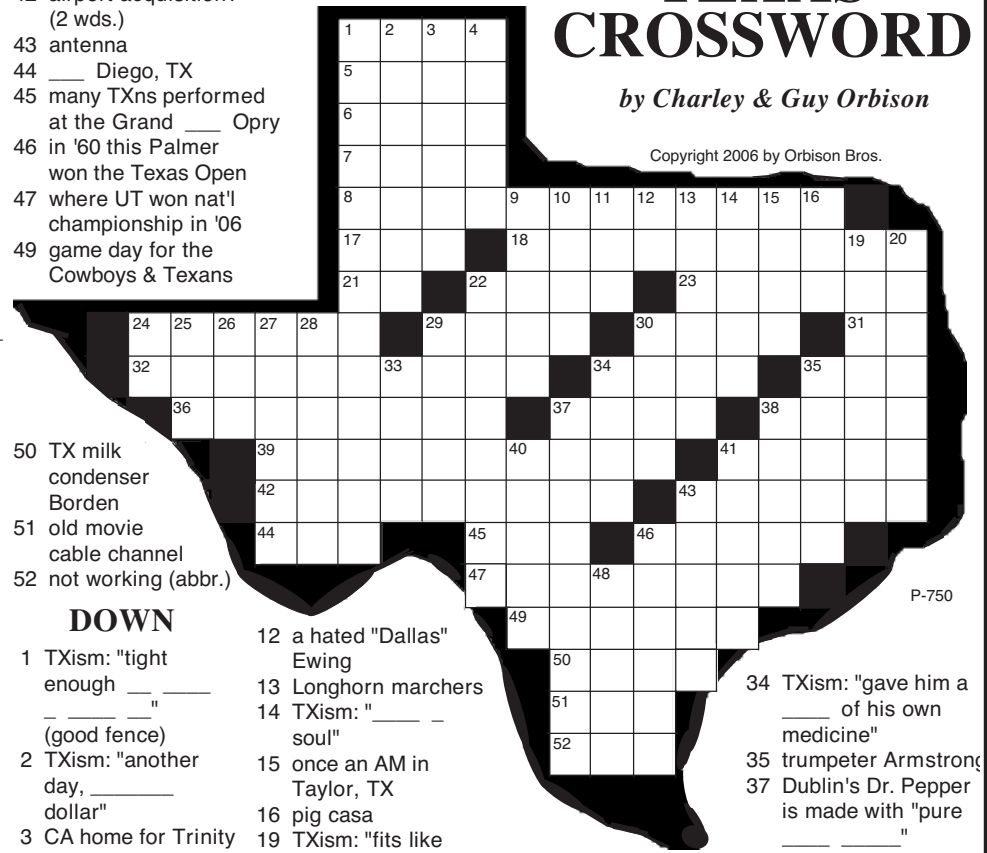 (2 wds.)
43 antenna
44 ___ Diego, TX
45 many TXns performed
at the Grand ___ Opry
46 in '60 this Palmer
won the Texas Open
47 where UT won nat'l
championship in '06
49 game day for the
Cowboys & Texans
50 TX milk
condenser
Borden
51 old movie
cable channel
52 not working (abbr.)
CROSSWORD
by Charley & Guy Orbison
Copyright 2006 by Orbison Bros.
1 2 3 4
5
6
7
8 9 10 11 12 13 14 15 16
17 18 19 20
21 22 23
24 25 26 27 28 29 30 31
32 33 34 35
36 37 38
39 40 41
42 43
44 45 46
47 48
49
50
51
52
P-750
DOWN
1 TXism: "tight
enough __ ____
_ ____ __"
(good fence)
2 TXism: "another
day, _______
dollar"
3 CA home for Trinity
12 a hated "Dallas"
Ewing
13 Longhorn marchers
14 TXism: "____ _
soul"
15 once an AM in
Taylor, TX
16 pig casa
19 TXism: "fits like
34 TXism: "gave him a
____ of his own
medicine"
35 trumpeter Armstrong
37 Dublin's Dr. Pepper
is made with "pure
____ _____"